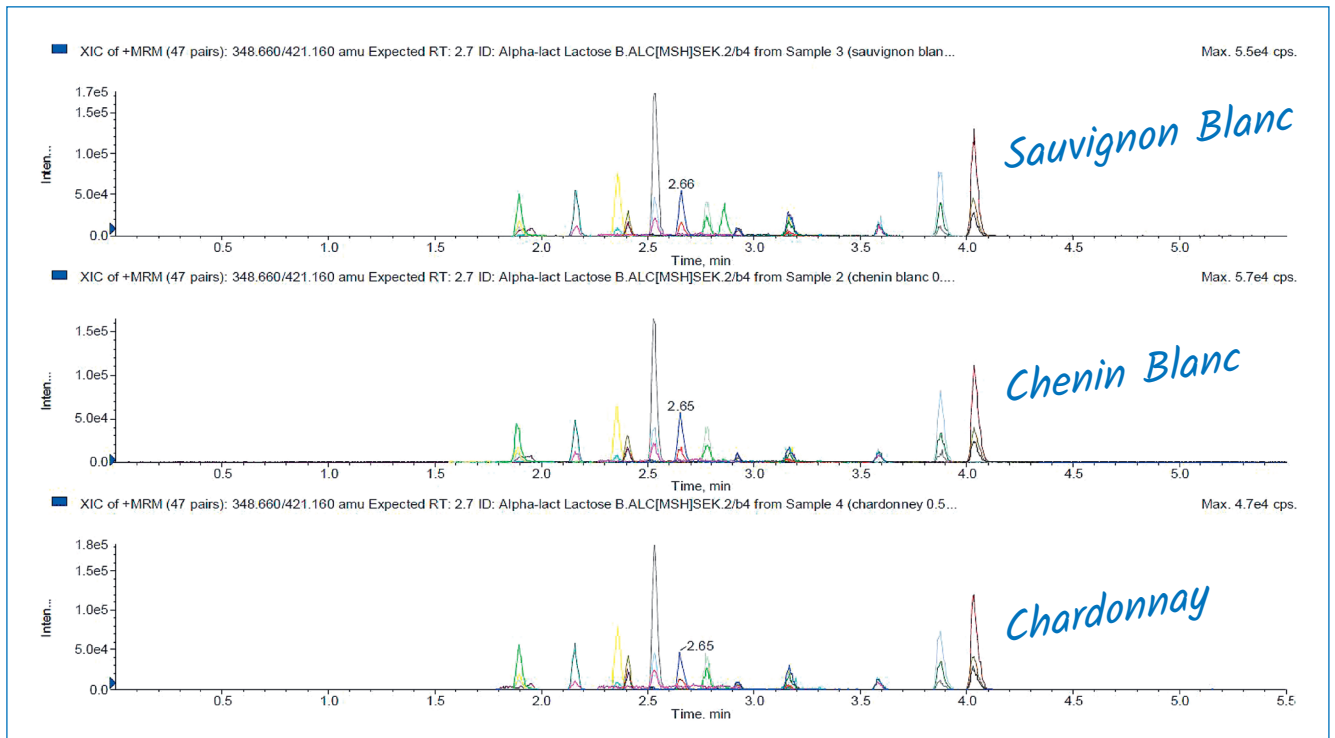 XIC of +MRM (47 pairs): 348.660/421.160 amu Expected RT: 2.7 ID: Alpha-lact Lactose B.ALC[MSH]SEK.2/b4 from Sample 3 (sauvignon blan... Max. 5.5e4 cps.
Sauvignon Blanc
Inten...
1.7e5
1.5e5
1.0e5
5.0e4
0.0
2.66
0.5 1.0 1.5 2.0 2.5 3.0 3.5 4.0 4.5 5.0
Time, min
XIC of +MRM (47 pairs): 348.660/421.160 amu Expected RT: 2.7 ID: Alpha-lact Lactose B.ALC[MSH]SEK.2/b4 from Sample 2 (chenin blanc 0.... Max. 5.7e4 cps.
Chenin Blanc
Inten...
1.5e5
1.0e5
5.0e4
0.0
2.65
0.5 1.0 1.5 2.0 2.5 3.0 3.5 4.0 4.5 5.0
Time, min
XIC of +MRM (47 pairs): 348.660/421.160 amu Expected RT: 2.7 ID: Alpha-lact Lactose B.ALC[MSH]SEK.2/b4 from Sample 4 (chardonney 0.5... Max. 4.7e4 cps.
Chardonnay
Inten...
1.8e5
1.5e5
1.0e5
5.0e4
0.0
2.65
0.5 1.0 1.5 2.0 2.5 3.0 3.5 4.0 4.5 5.0 5.5
Time, min